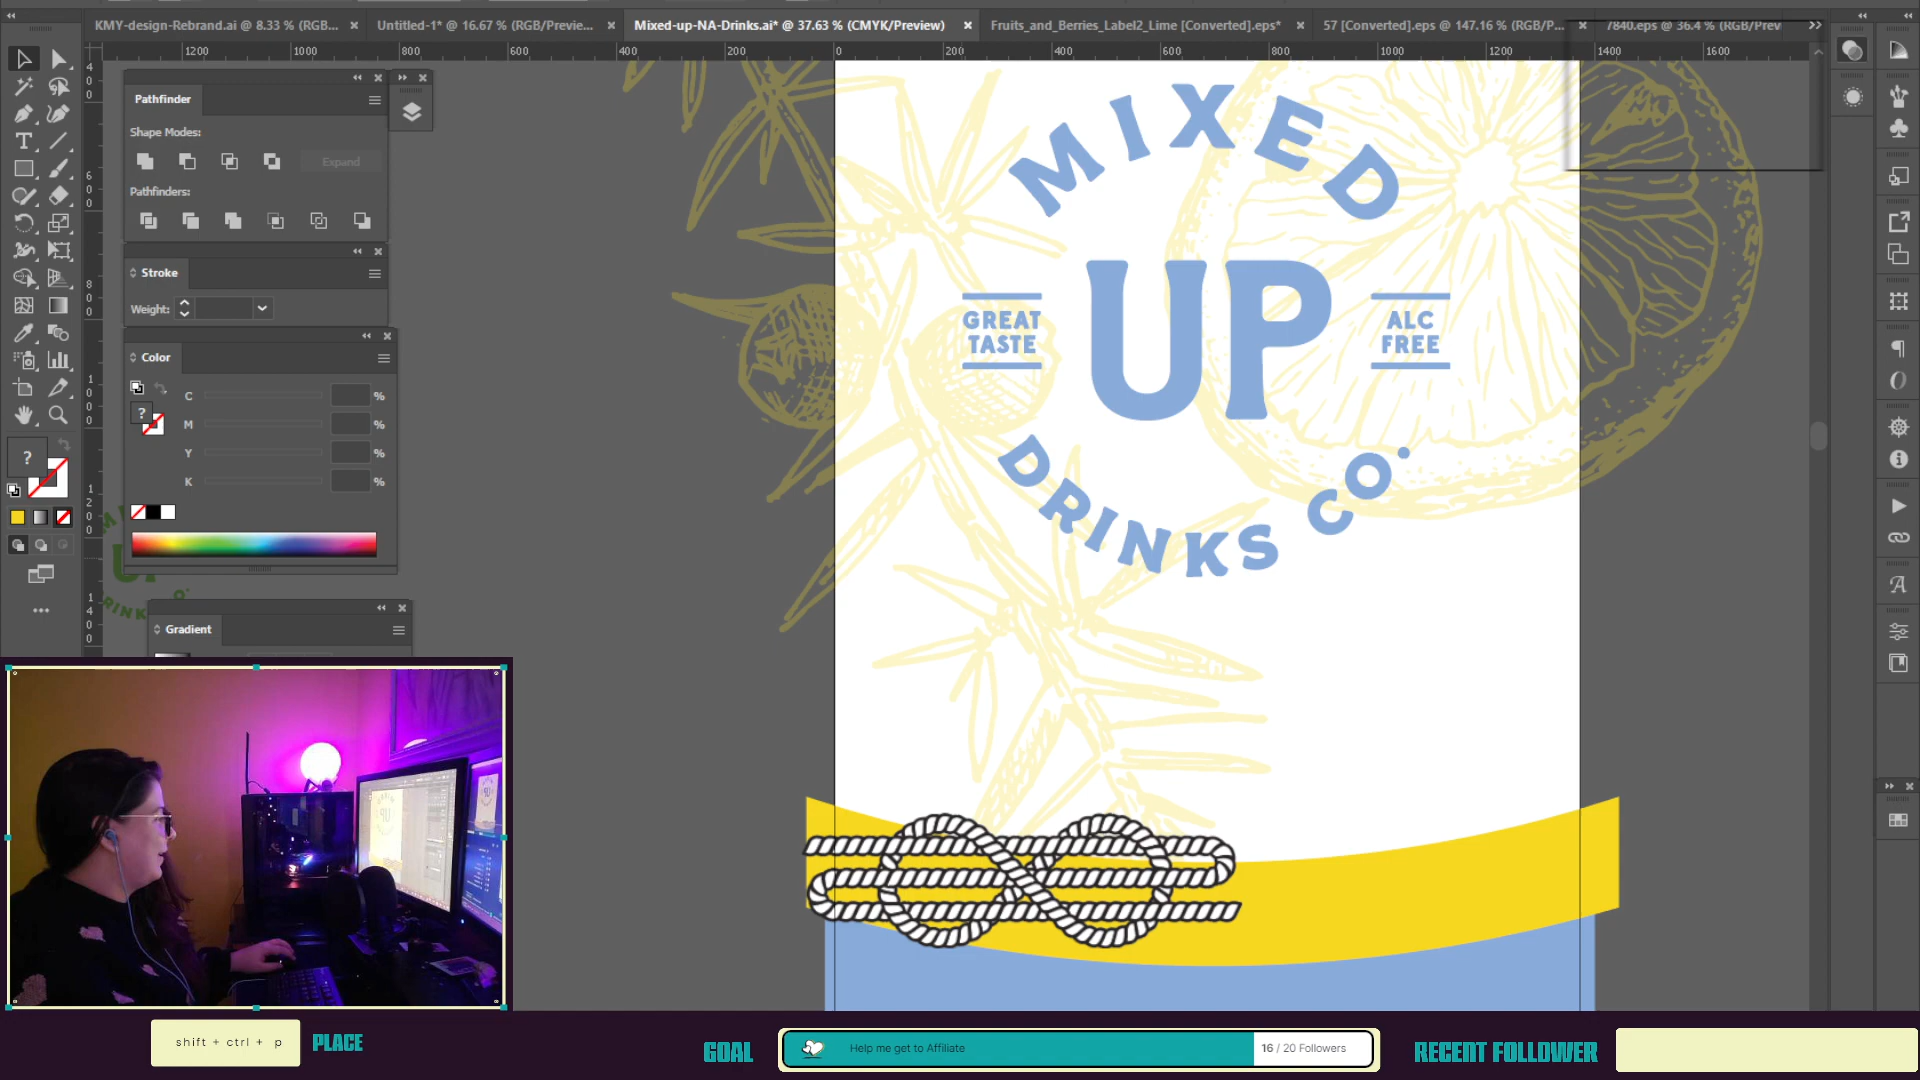 KMY-design-Rebrand.ai @ 8.33 % (RGB... × Untitled-1* @ 16.67 % (RGB/Previe... × Mixed-up-NA-Drinks.ai* @ 37.63 % (CMYK/Preview) × Fruits_and_Berries_Label2_Lime [Converted].eps* × 57 [Converted].eps @ 147.16 % (RGB/P... × 7840.eps @ 36.4 % (RGB/Prev
1200 1000 800 600 400 200 0 200 400 600 800 1000 1200 1400 1600
Pathfinder
Shape Modes:
Expand
Pathfinders:
Stroke
Weight:
Color
C %
M %
Y %
K %
Gradient
MIXED
UP
GREAT
TASTE
ALC
FREE
DRINKS CO.
UP
shift + ctrl + p
PLACE
GOAL
Help me get to Affiliate
16 / 20 Followers
RECENT FOLLOWER